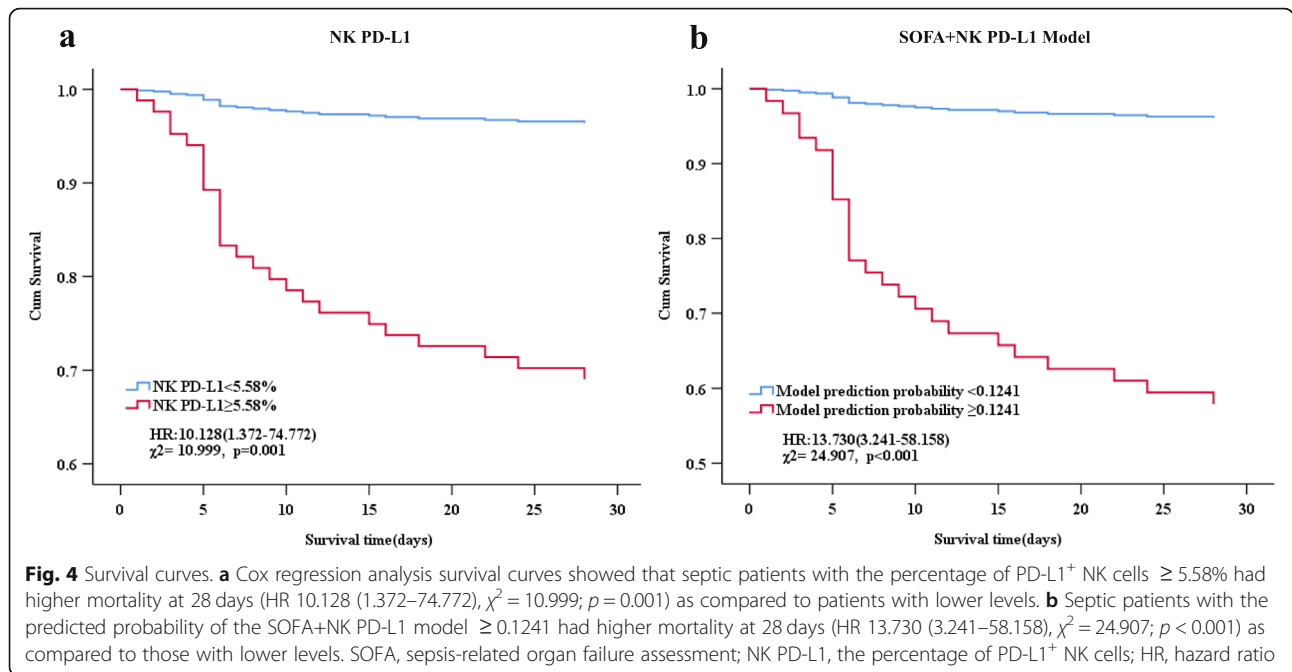 a
NK PD-L1
1.0
0.9
0.8
0.7
0.6
Cum Survival
NK PD-L1<5.58%
NK PD-L1≥5.58%
HR:10.128(1.372-74.772)
χ2= 10.999, p=0.001
0 5 10 15 20 25 30
Survival time(days)
b
SOFA+NK PD-L1 Model
1.0
0.9
0.8
0.7
0.6
0.5
Cum Survival
Model prediction probability <0.1241
Model prediction probability ≥0.1241
HR:13.730(3.241-58.158)
χ2= 24.907, p<0.001
0 5 10 15 20 25 30
Survival time(days)
Fig. 4 Survival curves. a Cox regression analysis survival curves showed that septic patients with the percentage of PD-L1⁺ NK cells ≥ 5.58% had
higher mortality at 28 days (HR 10.128 (1.372–74.772), χ² = 10.999; p = 0.001) as compared to patients with lower levels. b Septic patients with the
predicted probability of the SOFA+NK PD-L1 model ≥ 0.1241 had higher mortality at 28 days (HR 13.730 (3.241–58.158), χ² = 24.907; p < 0.001) as
compared to those with lower levels. SOFA, sepsis-related organ failure assessment; NK PD-L1, the percentage of PD-L1⁺ NK cells; HR, hazard ratio